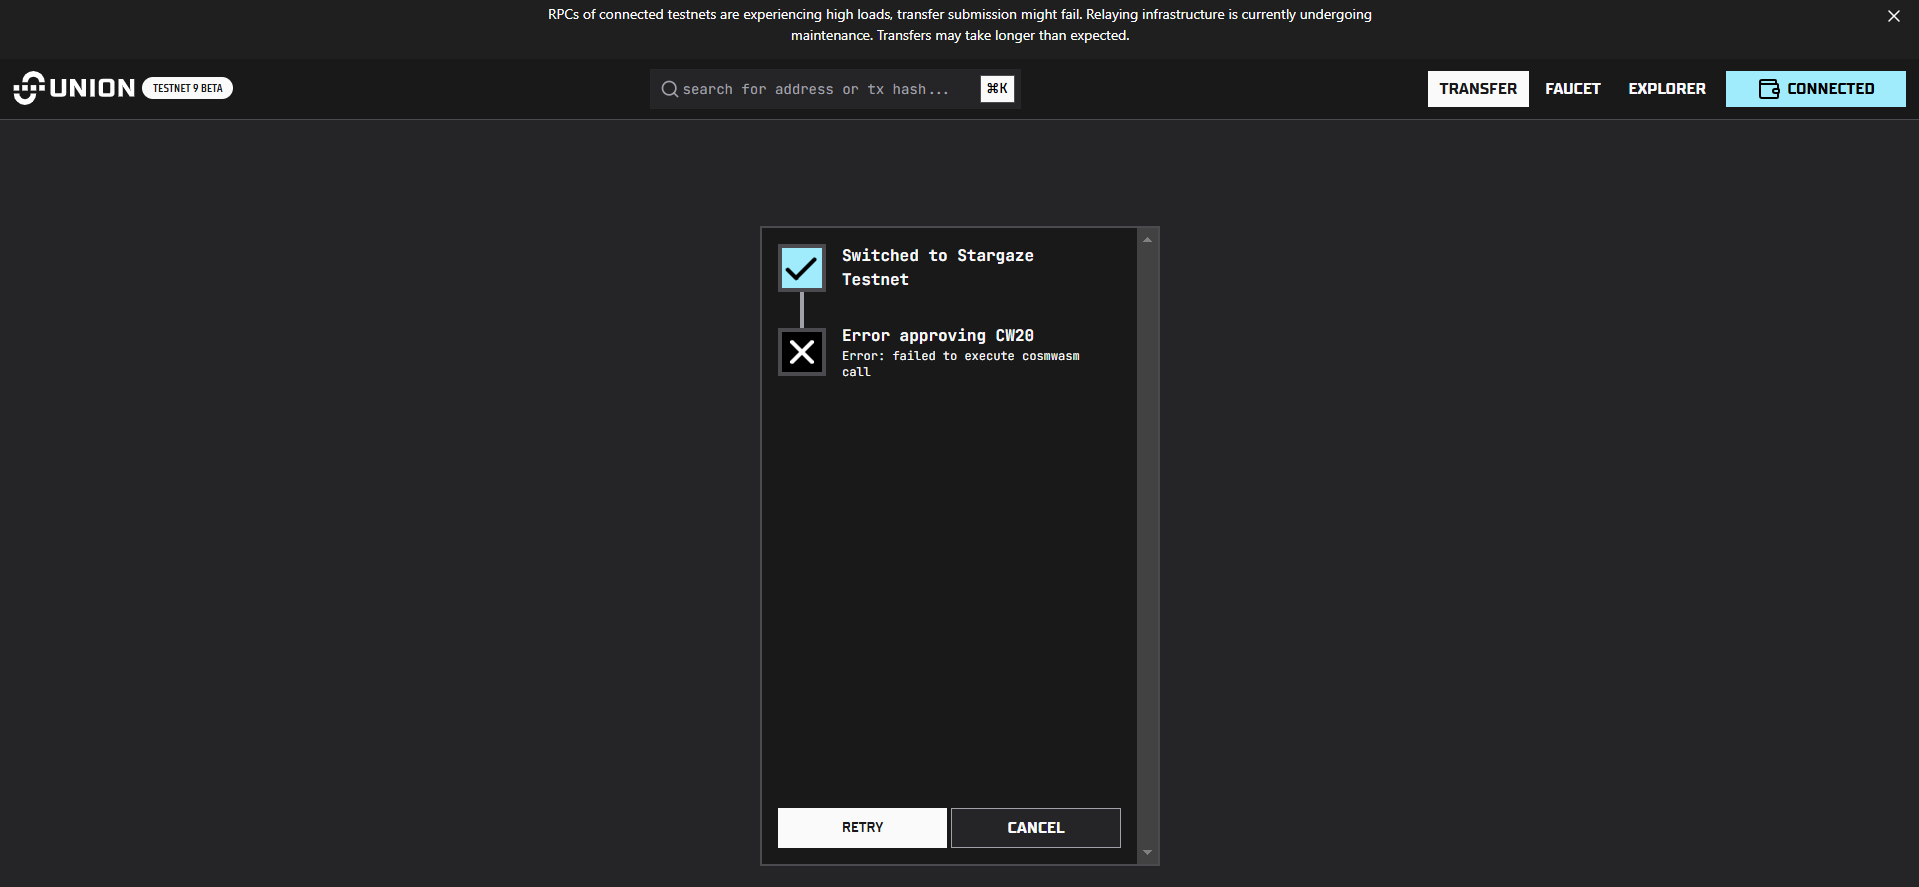 RPCs of connected testnets are experiencing high loads, transfer submission might fail. Relaying infrastructure is currently undergoing
maintenance. Transfers may take longer than expected.
UNION TESTNET 9 BETA search for address or tx hash... ⌘K TRANSFER FAUCET EXPLORER CONNECTED
Switched to Stargaze
Testnet
Error approving CW20
Error: failed to execute cosmwasm
call
RETRY CANCEL